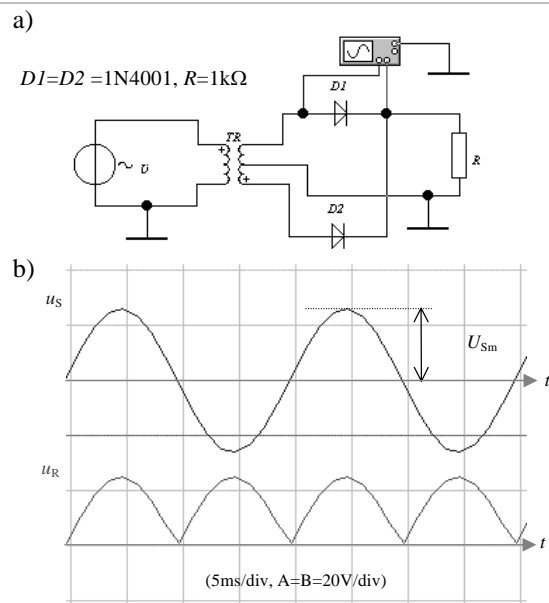 a)
D1=D2 =1N4001, R=1kΩ
D1
TR
+
~ υ
R
+
D2
b)
uS
USm
t
uR
t
(5ms/div, A=B=20V/div)